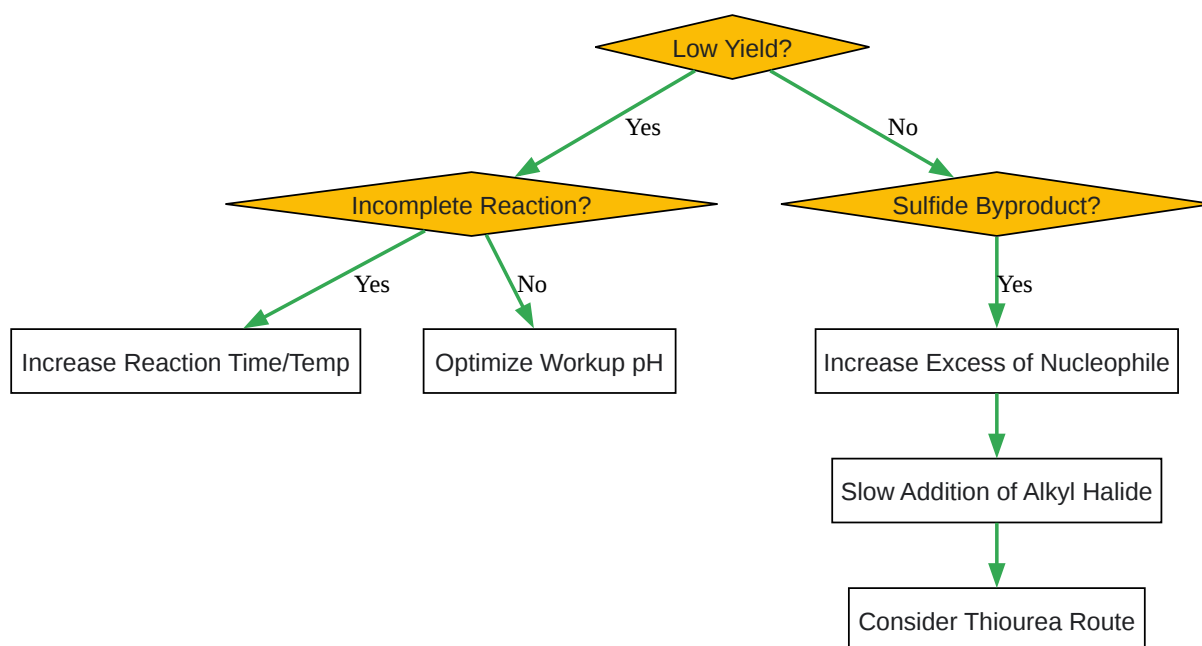 Low Yield?
Yes
No
Incomplete Reaction?
Sulfide Byproduct?
Yes
No
Yes
Increase Reaction Time/Temp
Optimize Workup pH
Increase Excess of Nucleophile
Slow Addition of Alkyl Halide
Consider Thiourea Route